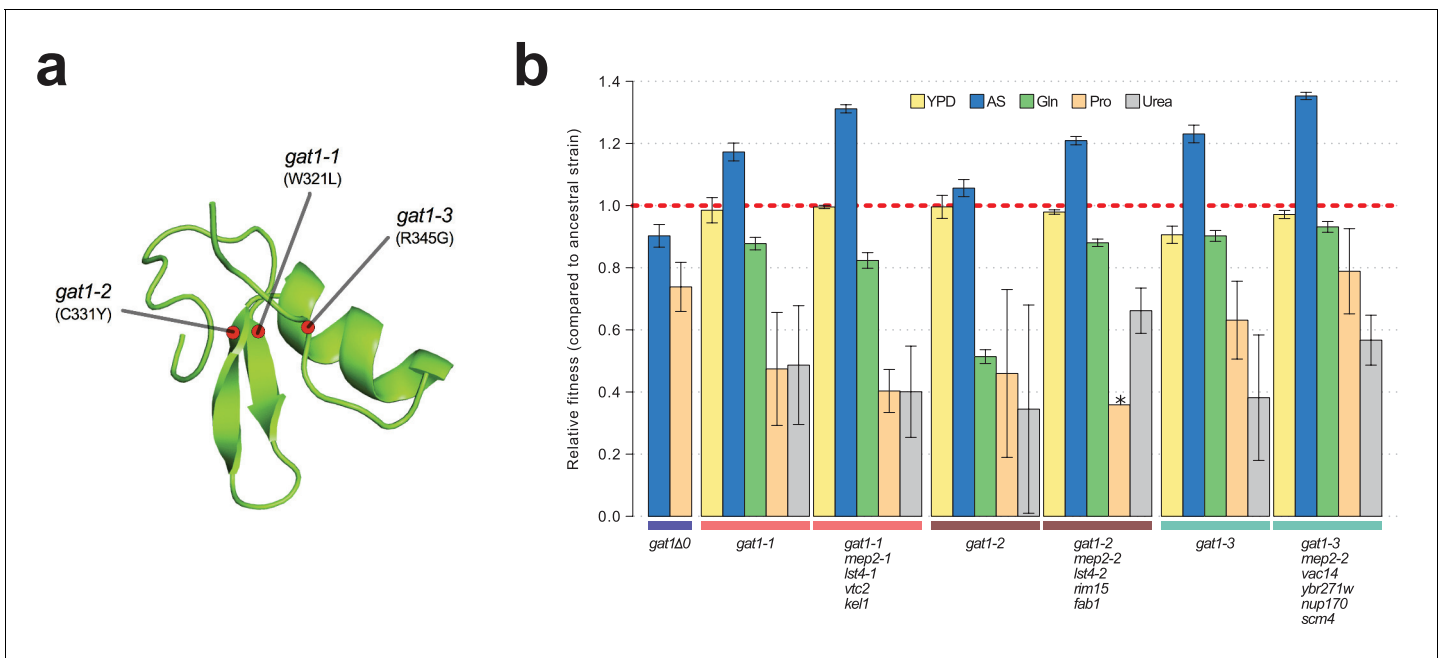 a
gat1-1
(W321L)
gat1-3
(R345G)
gat1-2
(C331Y)
b
Relative fitness (compared to ancestral strain)
1.4
1.2
1.0
0.8
0.6
0.4
0.2
0.0
YPD AS Gln Pro Urea
*
gat1Δ0
gat1-1
gat1-1
mep2-1
lst4-1
vtc2
kel1
gat1-2
gat1-2
mep2-2
lst4-2
rim15
fab1
gat1-3
gat1-3
mep2-2
vac14
ybr271w
nup170
scm4